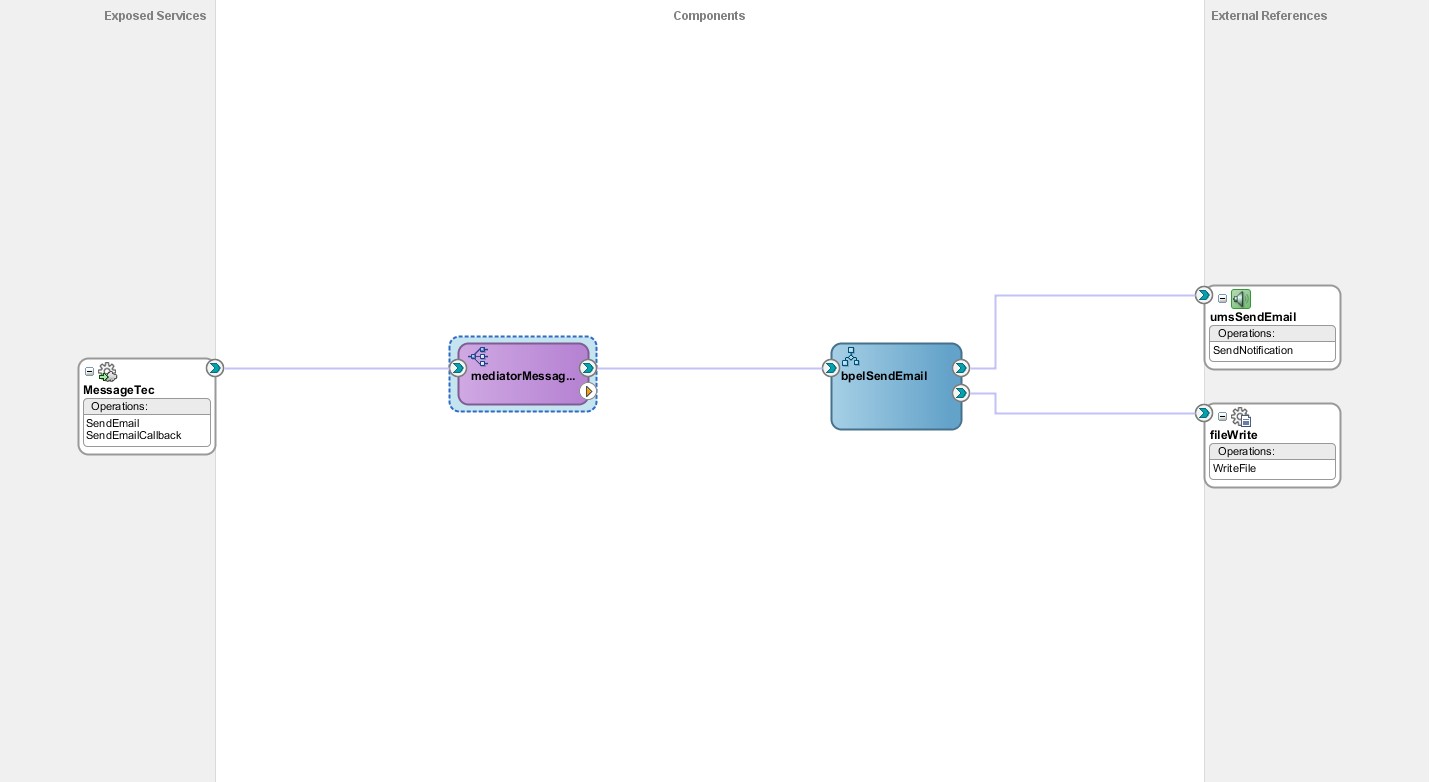 Exposed Services
Components
External References
MessageTec
Operations:
SendEmail
SendEmailCallback
mediatorMessag...
bpelSendEmail
umsSendEmail
Operations:
SendNotification
fileWrite
Operations:
WriteFile